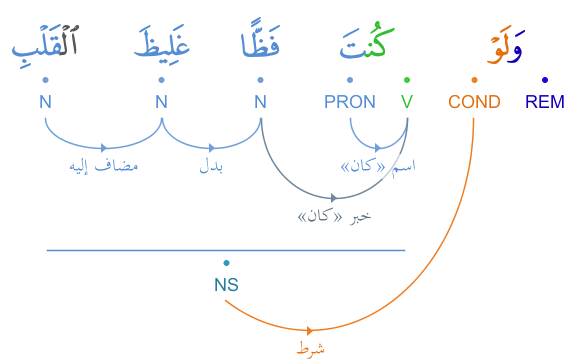 وَلَوْ كُنتَ فَظًّا غَلِيظَ ٱلْقَلْبِ
REM COND V PRON N N N
اسم «كان» بدل مضاف إليه
خبر «كان»
NS
شرط